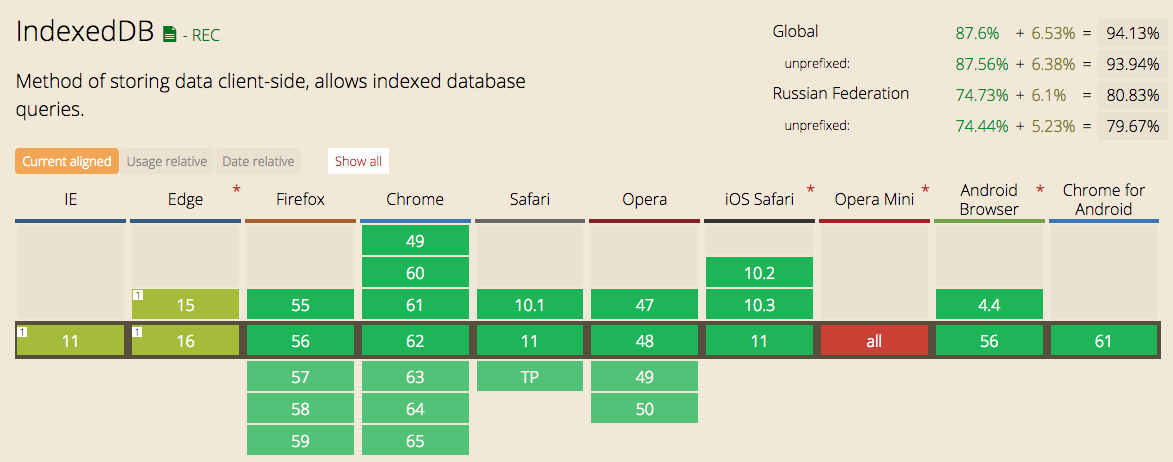 IndexedDB - REC
Global 87.6% + 6.53% = 94.13%
unprefixed: 87.56% + 6.38% = 93.94%
Russian Federation 74.73% + 6.1% = 80.83%
unprefixed: 74.44% + 5.23% = 79.67%
Method of storing data client-side, allows indexed database
queries.
Current aligned Usage relative Date relative Show all
IE Edge * Firefox Chrome Safari Opera iOS Safari * Opera Mini * Android Browser * Chrome for Android
49
60 10.2
1 15 55 61 10.1 47 10.3 4.4
1 11 1 16 56 62 11 48 11 all 56 61
57 63 TP 49
58 64 50
59 65